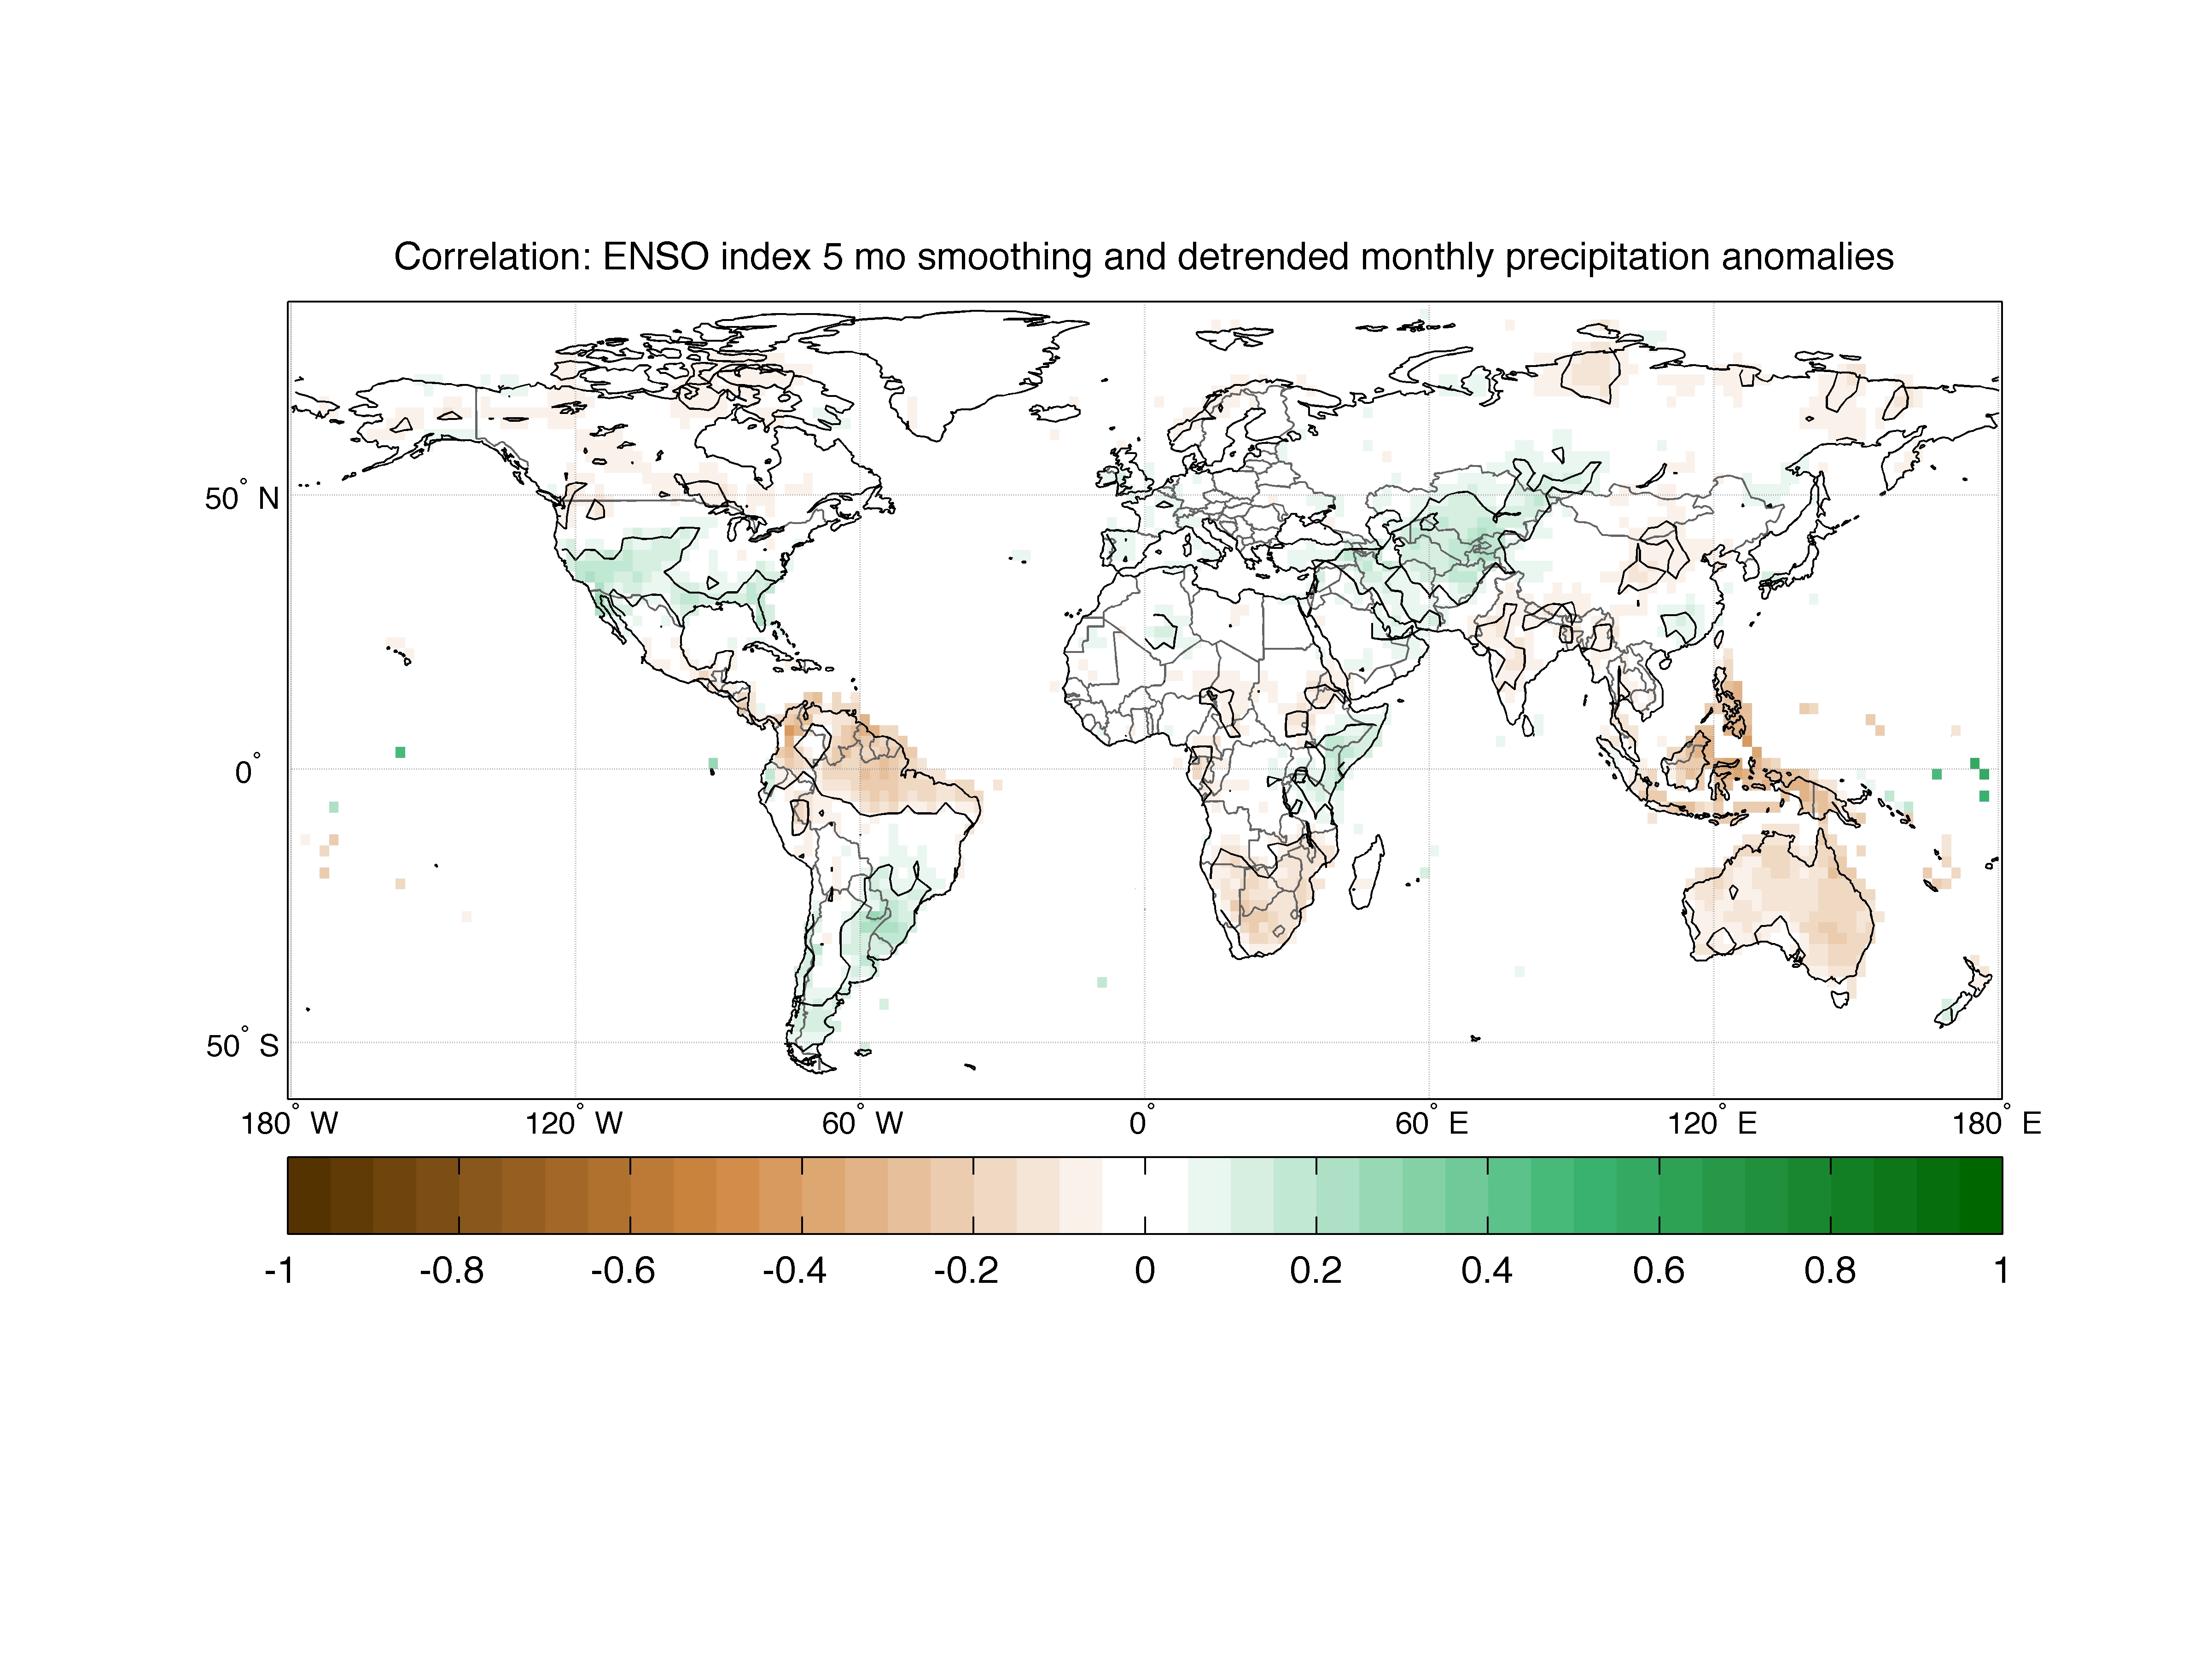 Correlation: ENSO index 5 mo smoothing and detrended monthly precipitation anomalies
50° N
0°
50° S
180° W 120° W 60° W 0° 60° E 120° E 180° E
-1 -0.8 -0.6 -0.4 -0.2 0 0.2 0.4 0.6 0.8 1